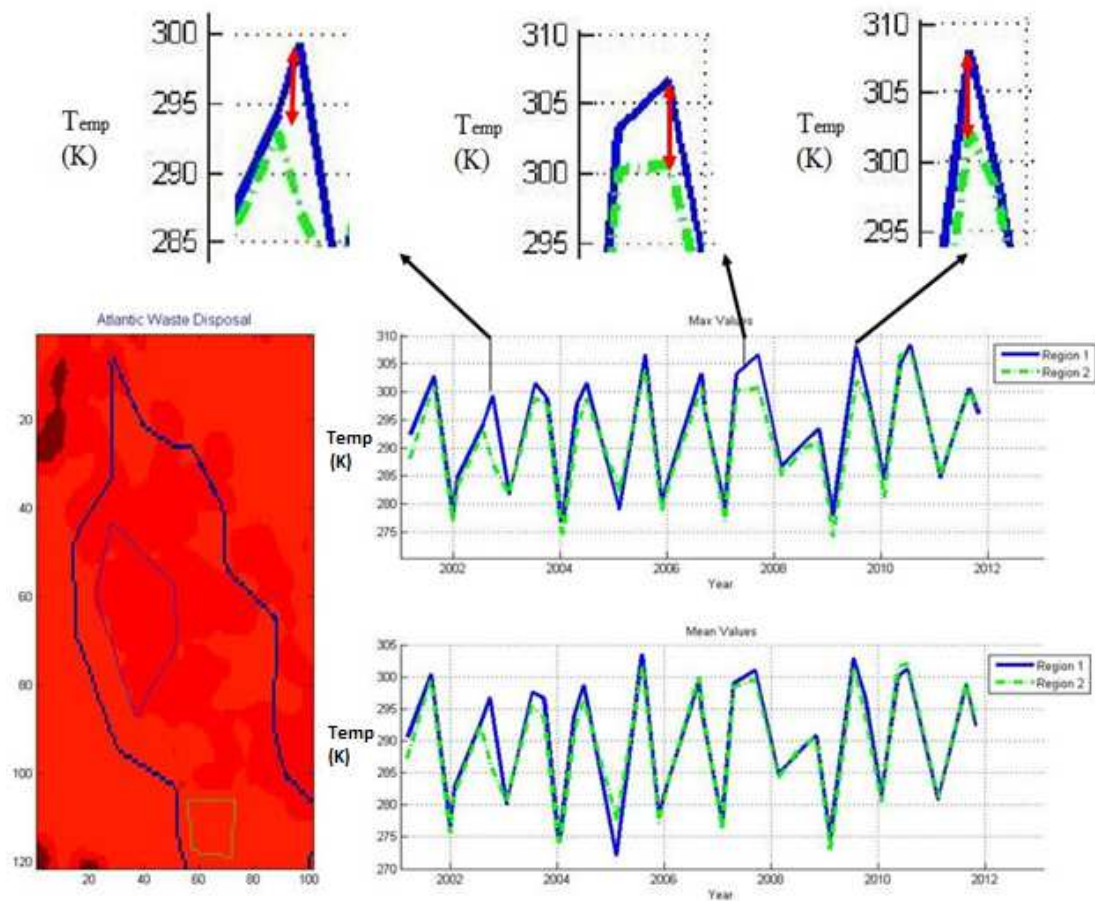 300
295
290
285
Temp
(K)
310
305
300
295
Temp
(K)
310
305
300
295
Temp
(K)
Atlantic Waste Disposal
20
40
60
80
100
120
20 40 60 80 100
Max Values
310
305
300
295
290
285
280
275
Temp
(K)
2002 2004 2006 2008 2010 2012
Year
Region 1
Region 2
Mean Values
305
300
295
290
285
280
275
270
Temp
(K)
2002 2004 2006 2008 2010 2012
Year
Region 1
Region 2